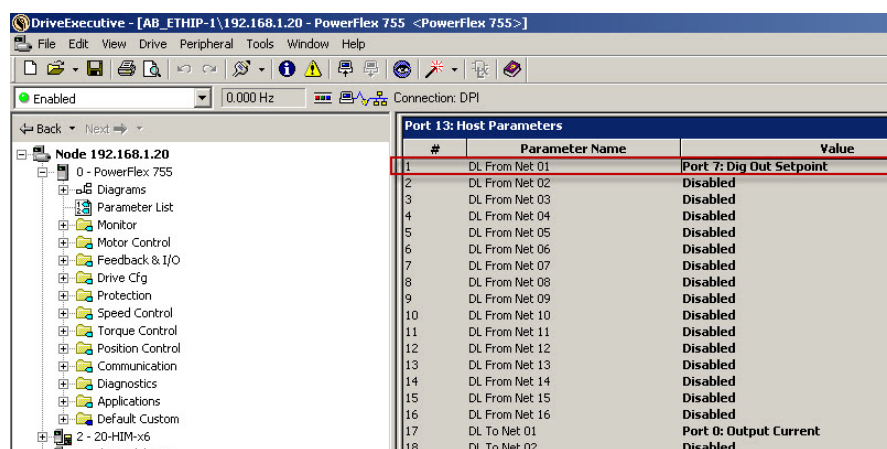 DriveExecutive - [AB_ETHIP-1\192.168.1.20 - PowerFlex 755 <PowerFlex 755>]
File Edit View Drive Peripheral Tools Window Help
Enabled 0.000 Hz Connection: DPI
Back Next
Node 192.168.1.20
0 - PowerFlex 755
Diagrams
Parameter List
Monitor
Motor Control
Feedback & I/O
Drive Cfg
Protection
Speed Control
Torque Control
Position Control
Communication
Diagnostics
Applications
Default Custom
2 - 20-HIM-x6
Port 13: Host Parameters
# Parameter Name Value
1 DL From Net 01 Port 7: Dig Out Setpoint
2 DL From Net 02 Disabled
3 DL From Net 03 Disabled
4 DL From Net 04 Disabled
5 DL From Net 05 Disabled
6 DL From Net 06 Disabled
7 DL From Net 07 Disabled
8 DL From Net 08 Disabled
9 DL From Net 09 Disabled
10 DL From Net 10 Disabled
11 DL From Net 11 Disabled
12 DL From Net 12 Disabled
13 DL From Net 13 Disabled
14 DL From Net 14 Disabled
15 DL From Net 15 Disabled
16 DL From Net 16 Disabled
17 DL To Net 01 Port 0: Output Current
18 DL To Net 02 Disabled